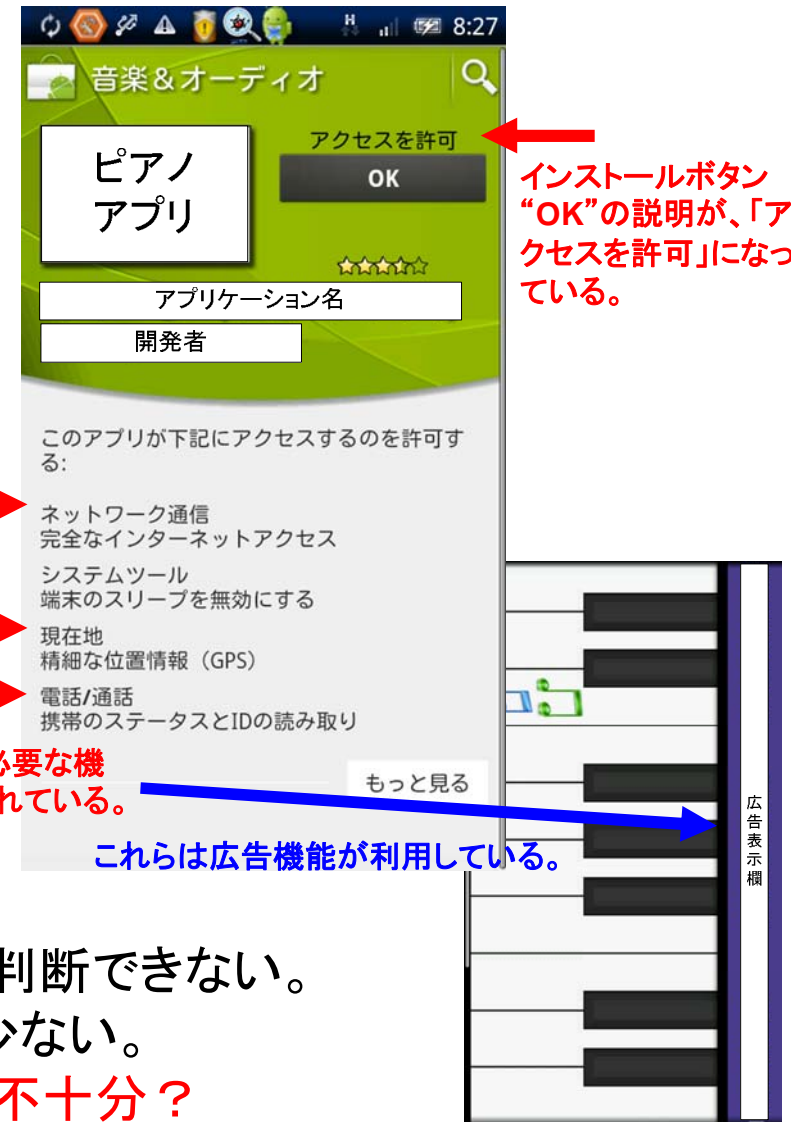 H
8:27
音楽&オーディオ
ピアノ
アプリ
アクセスを許可
OK
アプリケーション名
開発者
インストールボタン
“OK”の説明が、「ア
クセスを許可」になっ
ている。
このアプリが下記にアクセスするのを許可す
る:
ネットワーク通信
完全なインターネットアクセス
システムツール
端末のスリープを無効にする
現在地
精細な位置情報（GPS）
電話/通話
携帯のステータスとIDの読み取り
必要な機
れている。
もっと見る
これらは広告機能が利用している。
広告表示欄
判断できない。
少ない。
不十分？